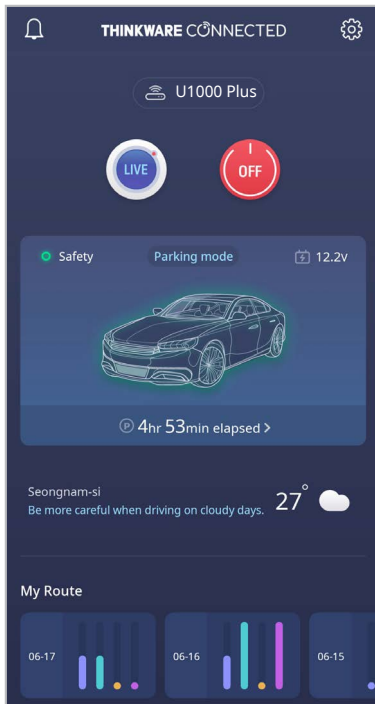 THINKWARE CONNECTED
U1000 Plus
LIVE
OFF
Safety
Parking mode
12.2v
P 4hr 53min elapsed >
Seongnam-si
Be more careful when driving on cloudy days.
27°
My Route
06-17
06-16
06-15